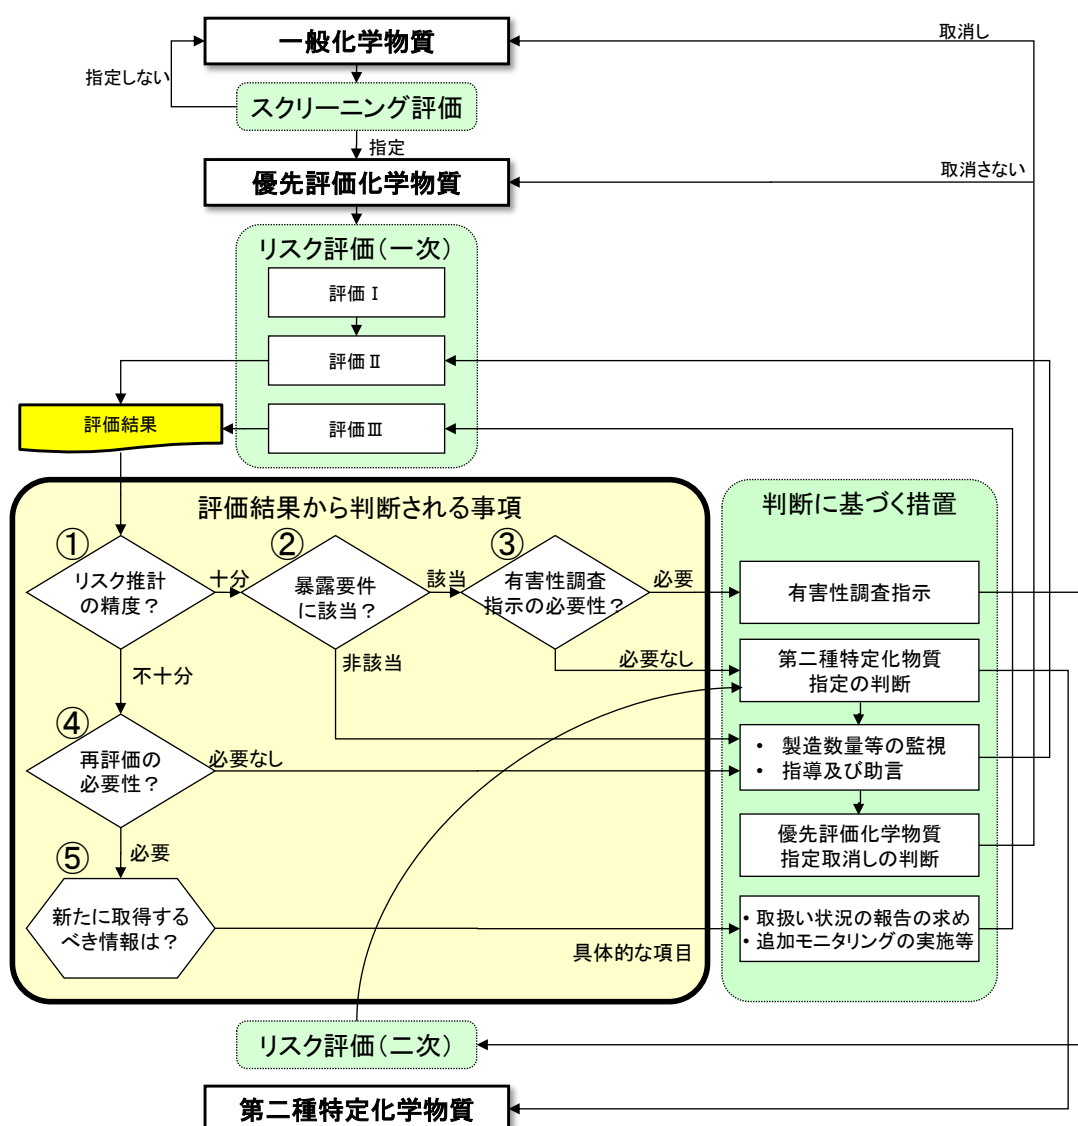 一般化学物質
取消し
指定しない
スクリーニング評価
指定
優先評価化学物質
取消さない
リスク評価(一次)
評価Ⅰ
評価Ⅱ
評価結果
評価Ⅲ
評価結果から判断される事項
①
リスク推計
の精度?
十分
②
暴露要件
に該当?
該当
③
有害性調査
指示の必要性?
必要
不十分
非該当
必要なし
④
再評価の
必要性?
必要なし
必要
⑤
新たに取得する
べき情報は?
具体的な項目
判断に基づく措置
有害性調査指示
第二種特定化物質
指定の判断
・ 製造数量等の監視
・ 指導及び助言
優先評価化学物質
指定取消しの判断
・取扱い状況の報告の求め
・追加モニタリングの実施等
リスク評価(二次)
第二種特定化学物質